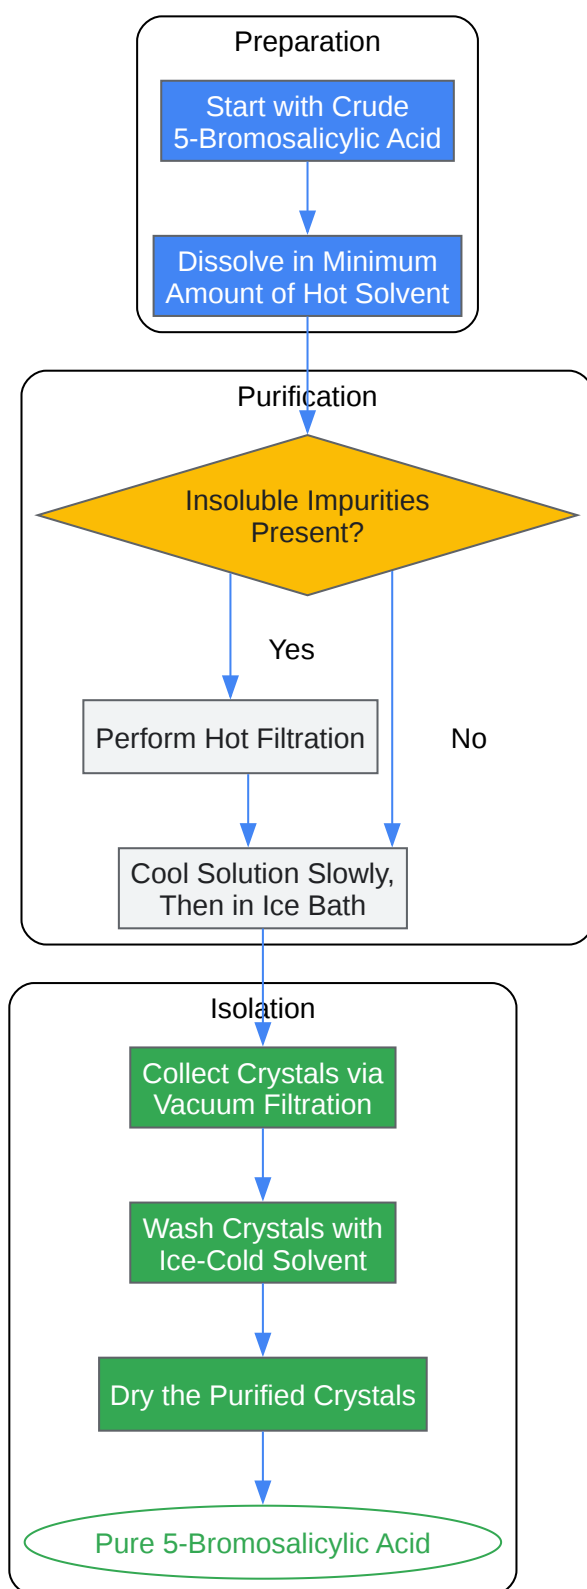 Preparation
Start with Crude
5-Bromosalicylic Acid
Dissolve in Minimum
Amount of Hot Solvent
Purification
Insoluble Impurities
Present?
Yes
Perform Hot Filtration
No
Cool Solution Slowly,
Then in Ice Bath
Isolation
Collect Crystals via
Vacuum Filtration
Wash Crystals with
Ice-Cold Solvent
Dry the Purified Crystals
Pure 5-Bromosalicylic Acid